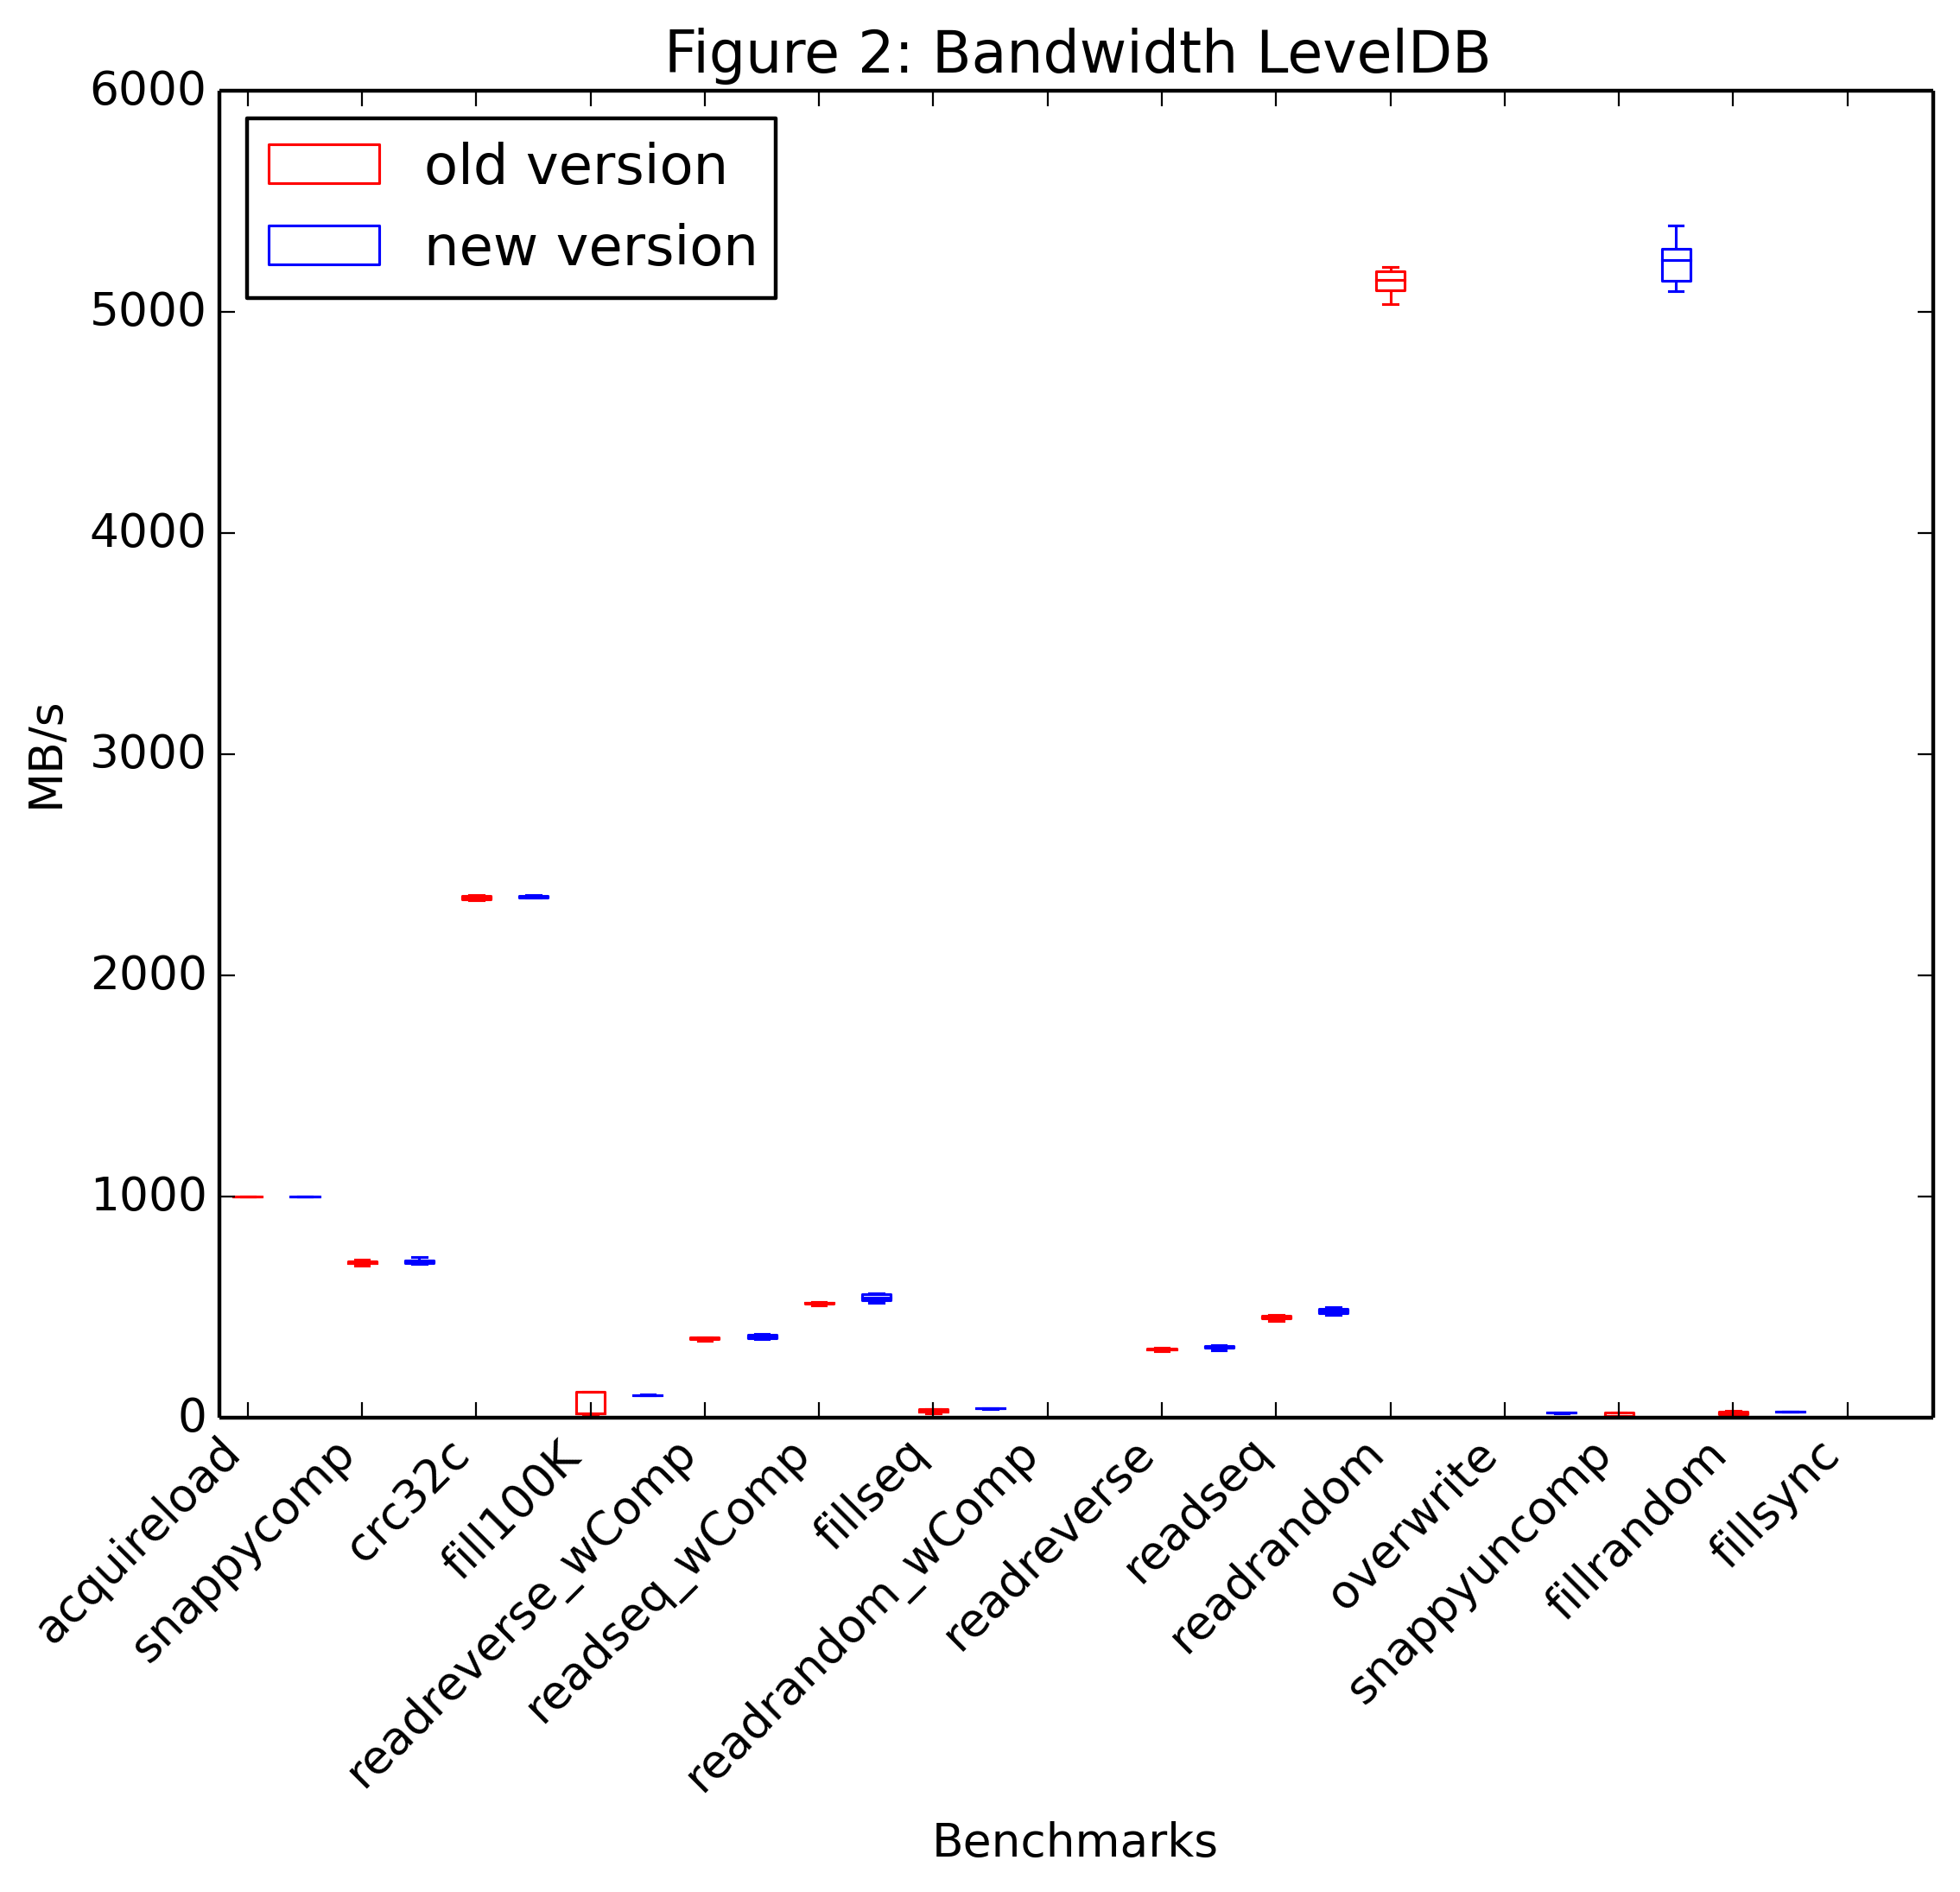 Figure 2: Bandwidth LevelDB
old version
new version
6000
5000
4000
3000
2000
1000
0
MB/s
acquireload
snappycomp
crc32c
fill100K
readreverse_wComp
readseq_wComp
fillseq
readrandom_wComp
readreverse
readseq
readrandom
overwrite
snappyuncomp
fillrandom
fillsync
Benchmarks